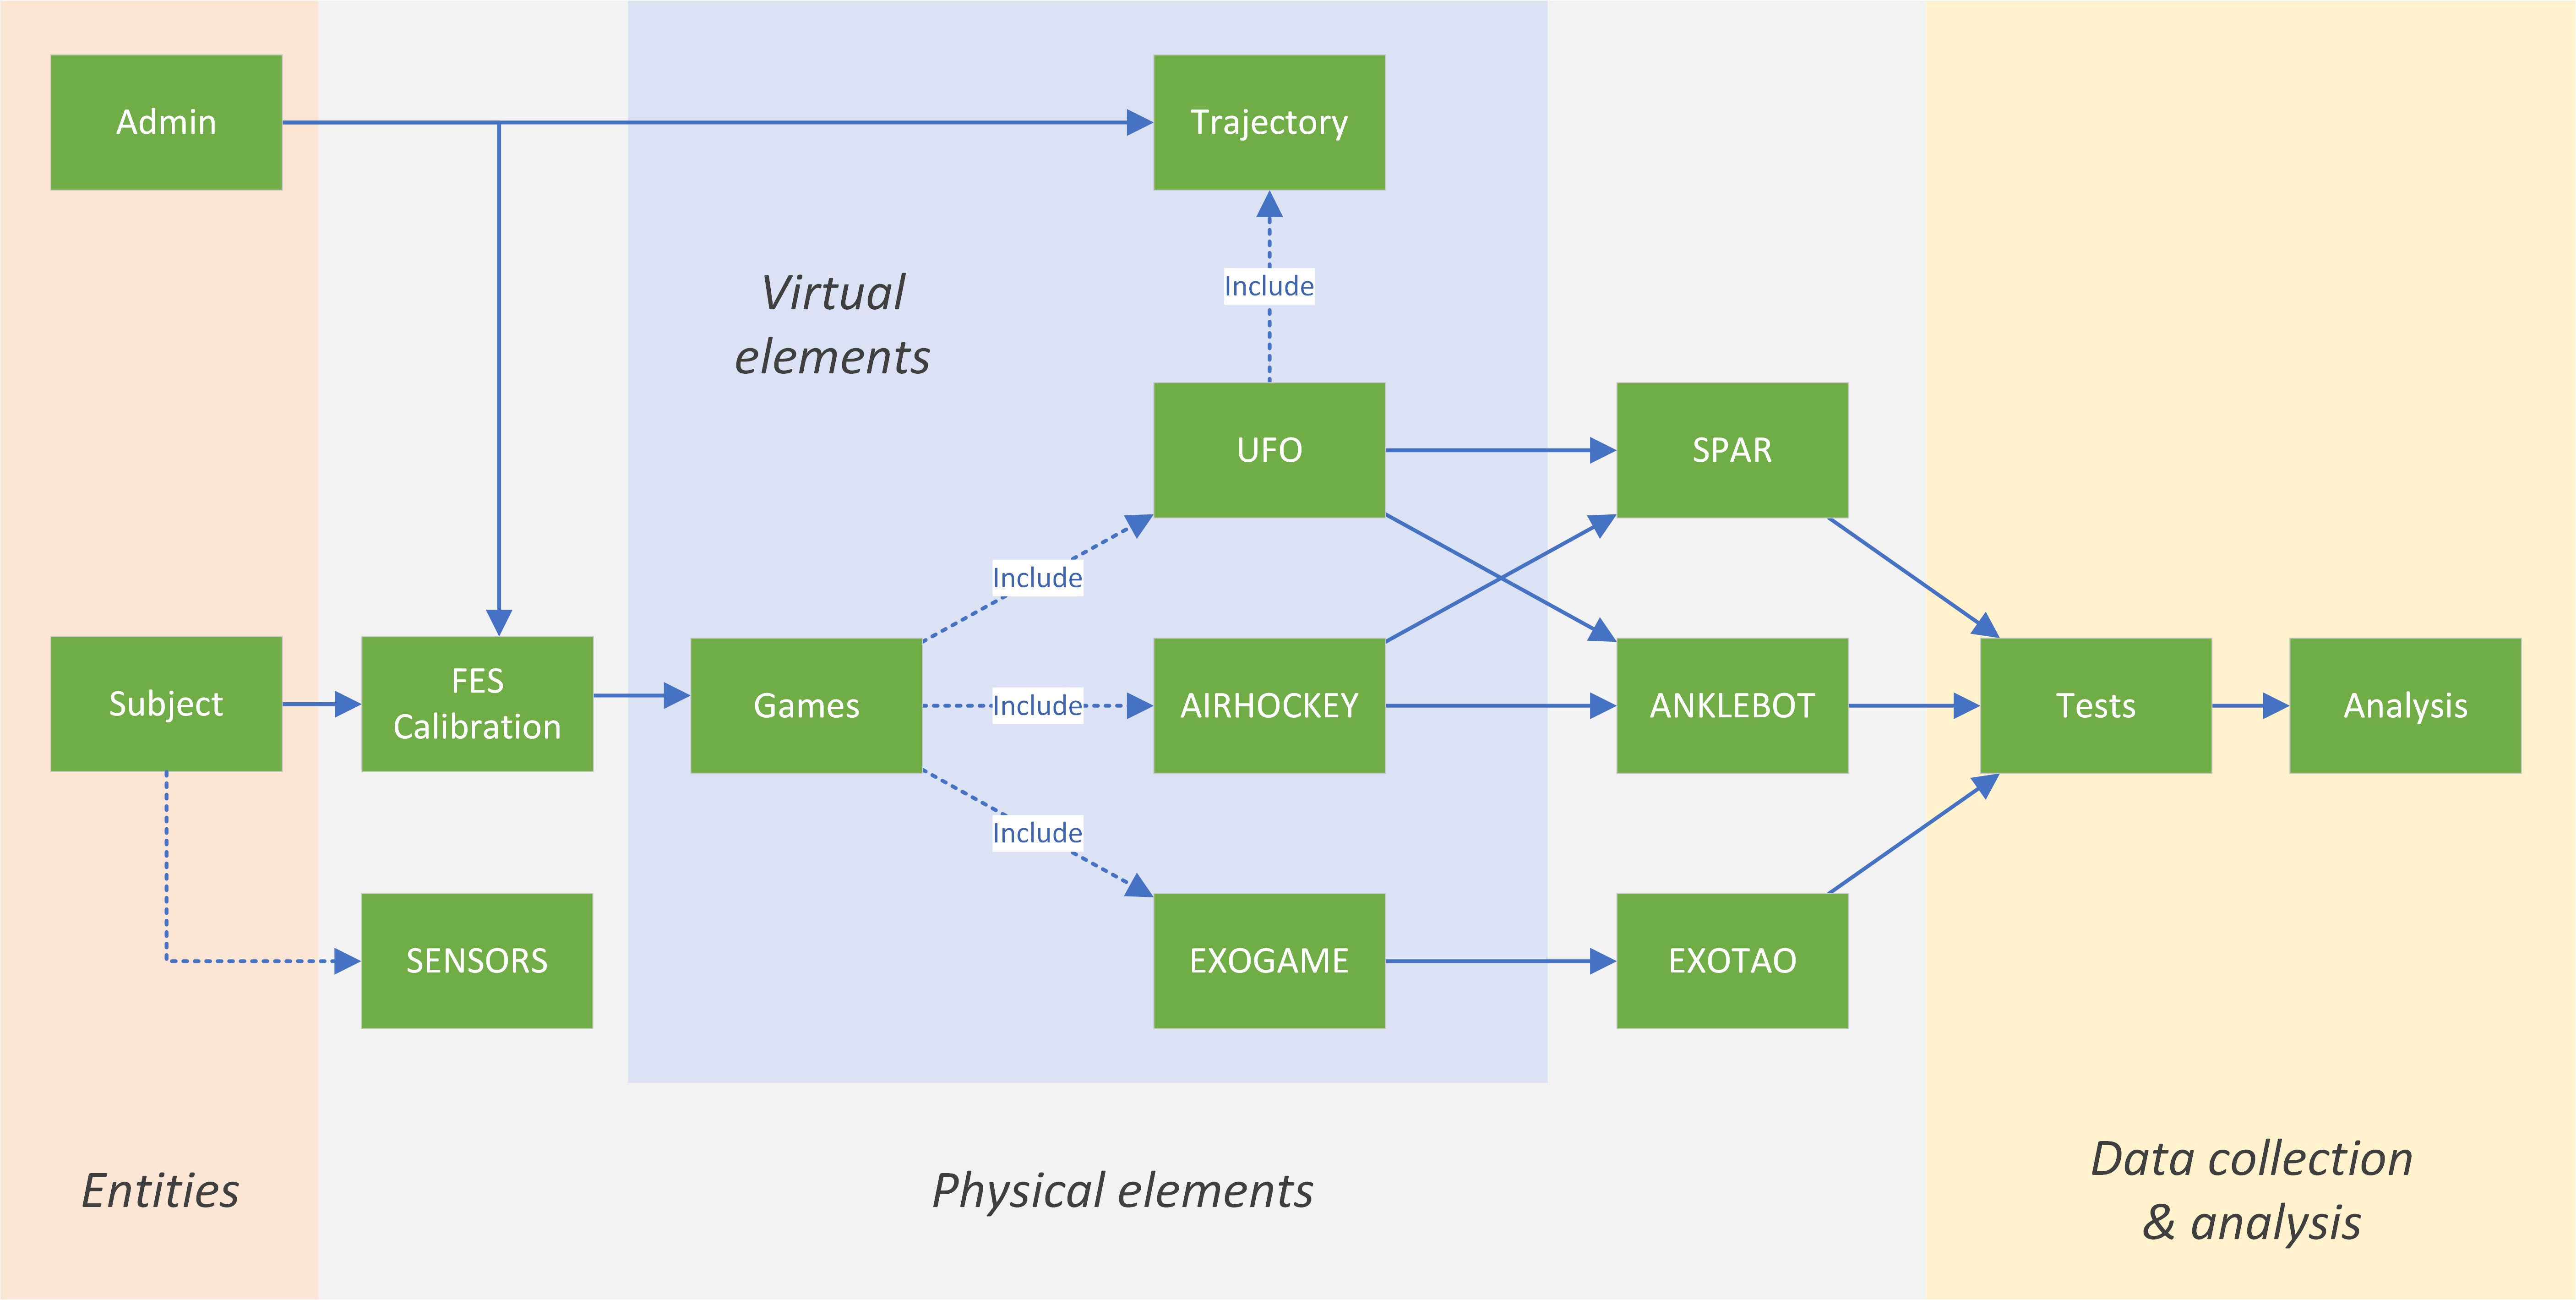 Admin
Trajectory
Virtual
elements
Include
UFO
SPAR
Include
Subject
FES
Calibration
Games
Include
AIRHOCKEY
ANKLEBOT
Tests
Analysis
Include
SENSORS
EXOGAME
EXOTAO
Entities
Physical elements
Data collection
& analysis